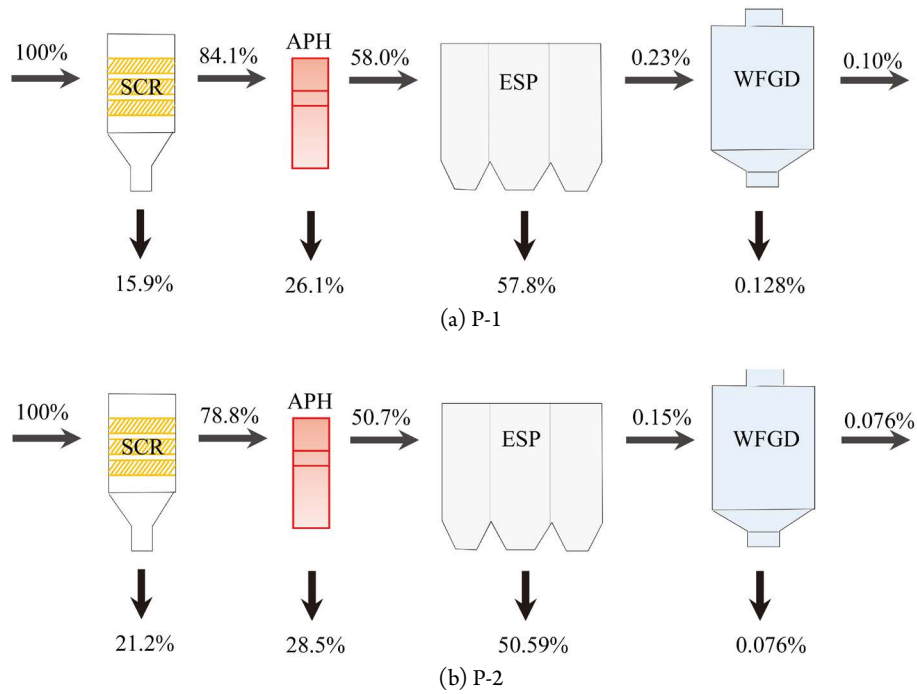 100%
SCR
84.1%
APH
58.0%
ESP
0.23%
WFGD
0.10%
15.9%
26.1%
57.8%
0.128%
(a) P-1
100%
SCR
78.8%
APH
50.7%
ESP
0.15%
WFGD
0.076%
21.2%
28.5%
50.59%
0.076%
(b) P-2